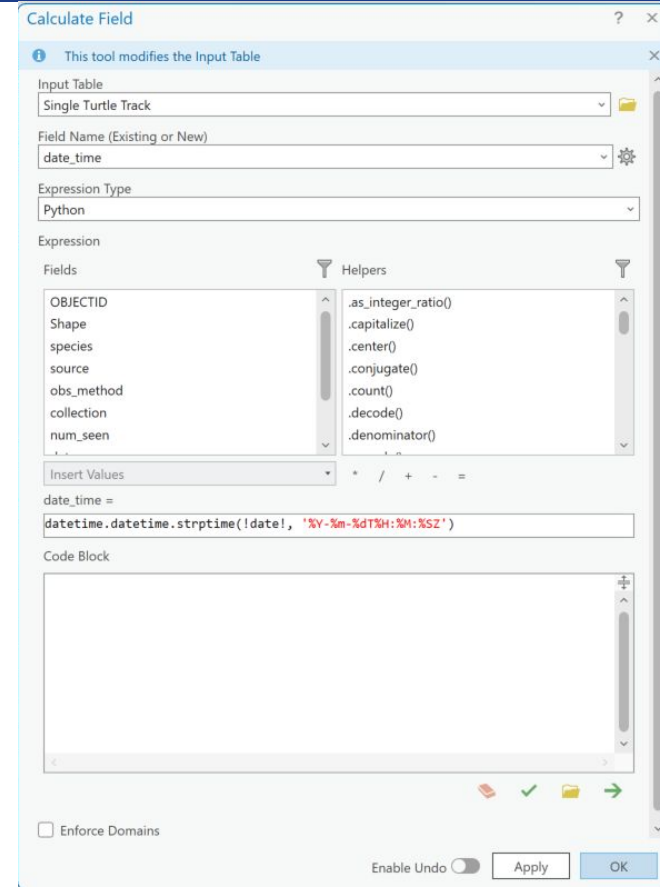 Calculate Field ? ×
This tool modifies the Input Table ×
Input Table
Single Turtle Track
Field Name (Existing or New)
date_time
Expression Type
Python
Expression
Fields Helpers
OBJECTID .as_integer_ratio()
Shape .capitalize()
species .center()
source .conjugate()
obs_method .count()
collection .decode()
num_seen .denominator()
Insert Values * / + - =
date_time =
datetime.datetime.strptime(!date!, '%Y-%m-%dT%H:%M:%SZ')
Code Block
Enforce Domains
Enable Undo Apply OK